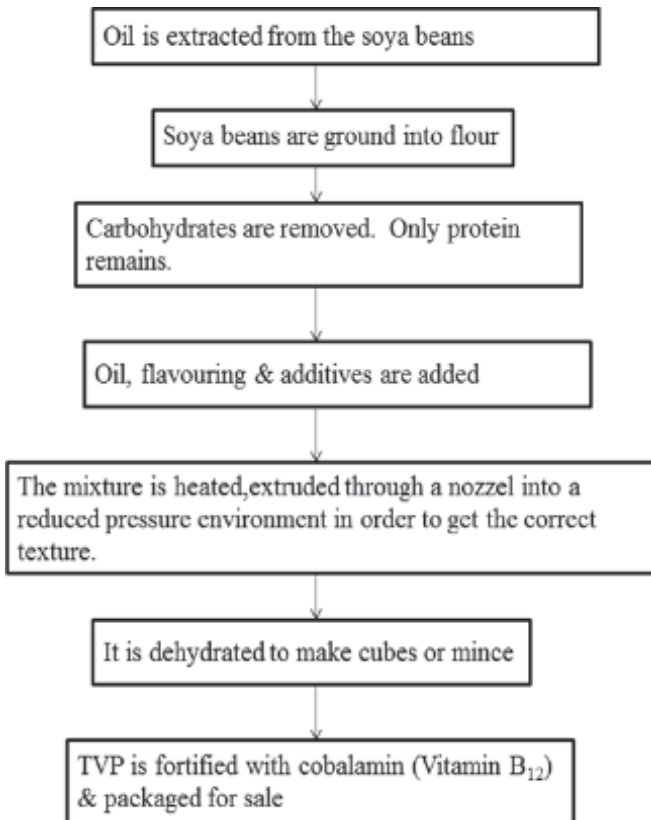 Oil is extracted from the soya beans
Soya beans are ground into flour
Carbohydrates are removed.  Only protein
remains.
Oil, flavouring & additives are added
The mixture is heated,extruded through a nozzel into a
reduced pressure environment in order to get the correct
texture.
It is dehydrated to make cubes or mince
TVP is fortified with cobalamin (Vitamin B₁₂)
& packaged for sale